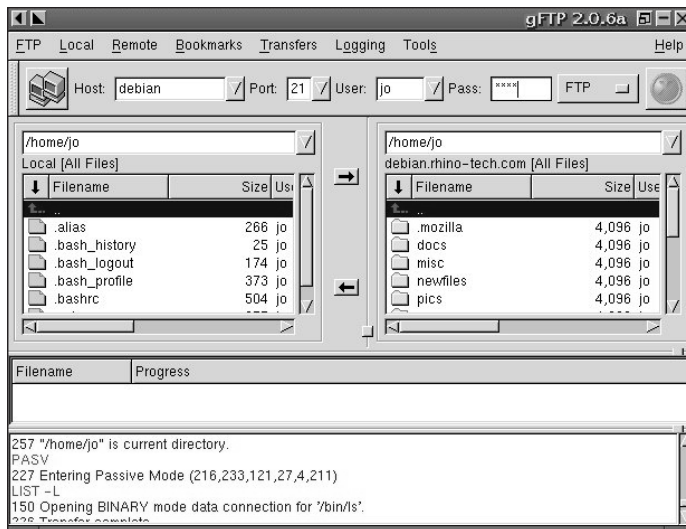 gFTP 2.0.6a
FTP Local Remote Bookmarks Transfers Logging Tools Help
Host: debian Port: 21 User: jo Pass: **** FTP
/home/jo
Local [All Files]
Filename Size Use
..
.alias 266 jo
.bash_history 25 jo
.bash_logout 174 jo
.bash_profile 373 jo
.bashrc 504 jo
/home/jo
debian.rhino-tech.com [All Files]
Filename Size Use
..
.mozilla 4,096 jo
docs 4,096 jo
misc 4,096 jo
newfiles 4,096 jo
pics 4,096 jo
Filename Progress
257 "/home/jo" is current directory.
PASV
227 Entering Passive Mode (216,233,121,27,4,211)
LIST -L
150 Opening BINARY mode data connection for '/bin/ls'.
226 Transfer complete